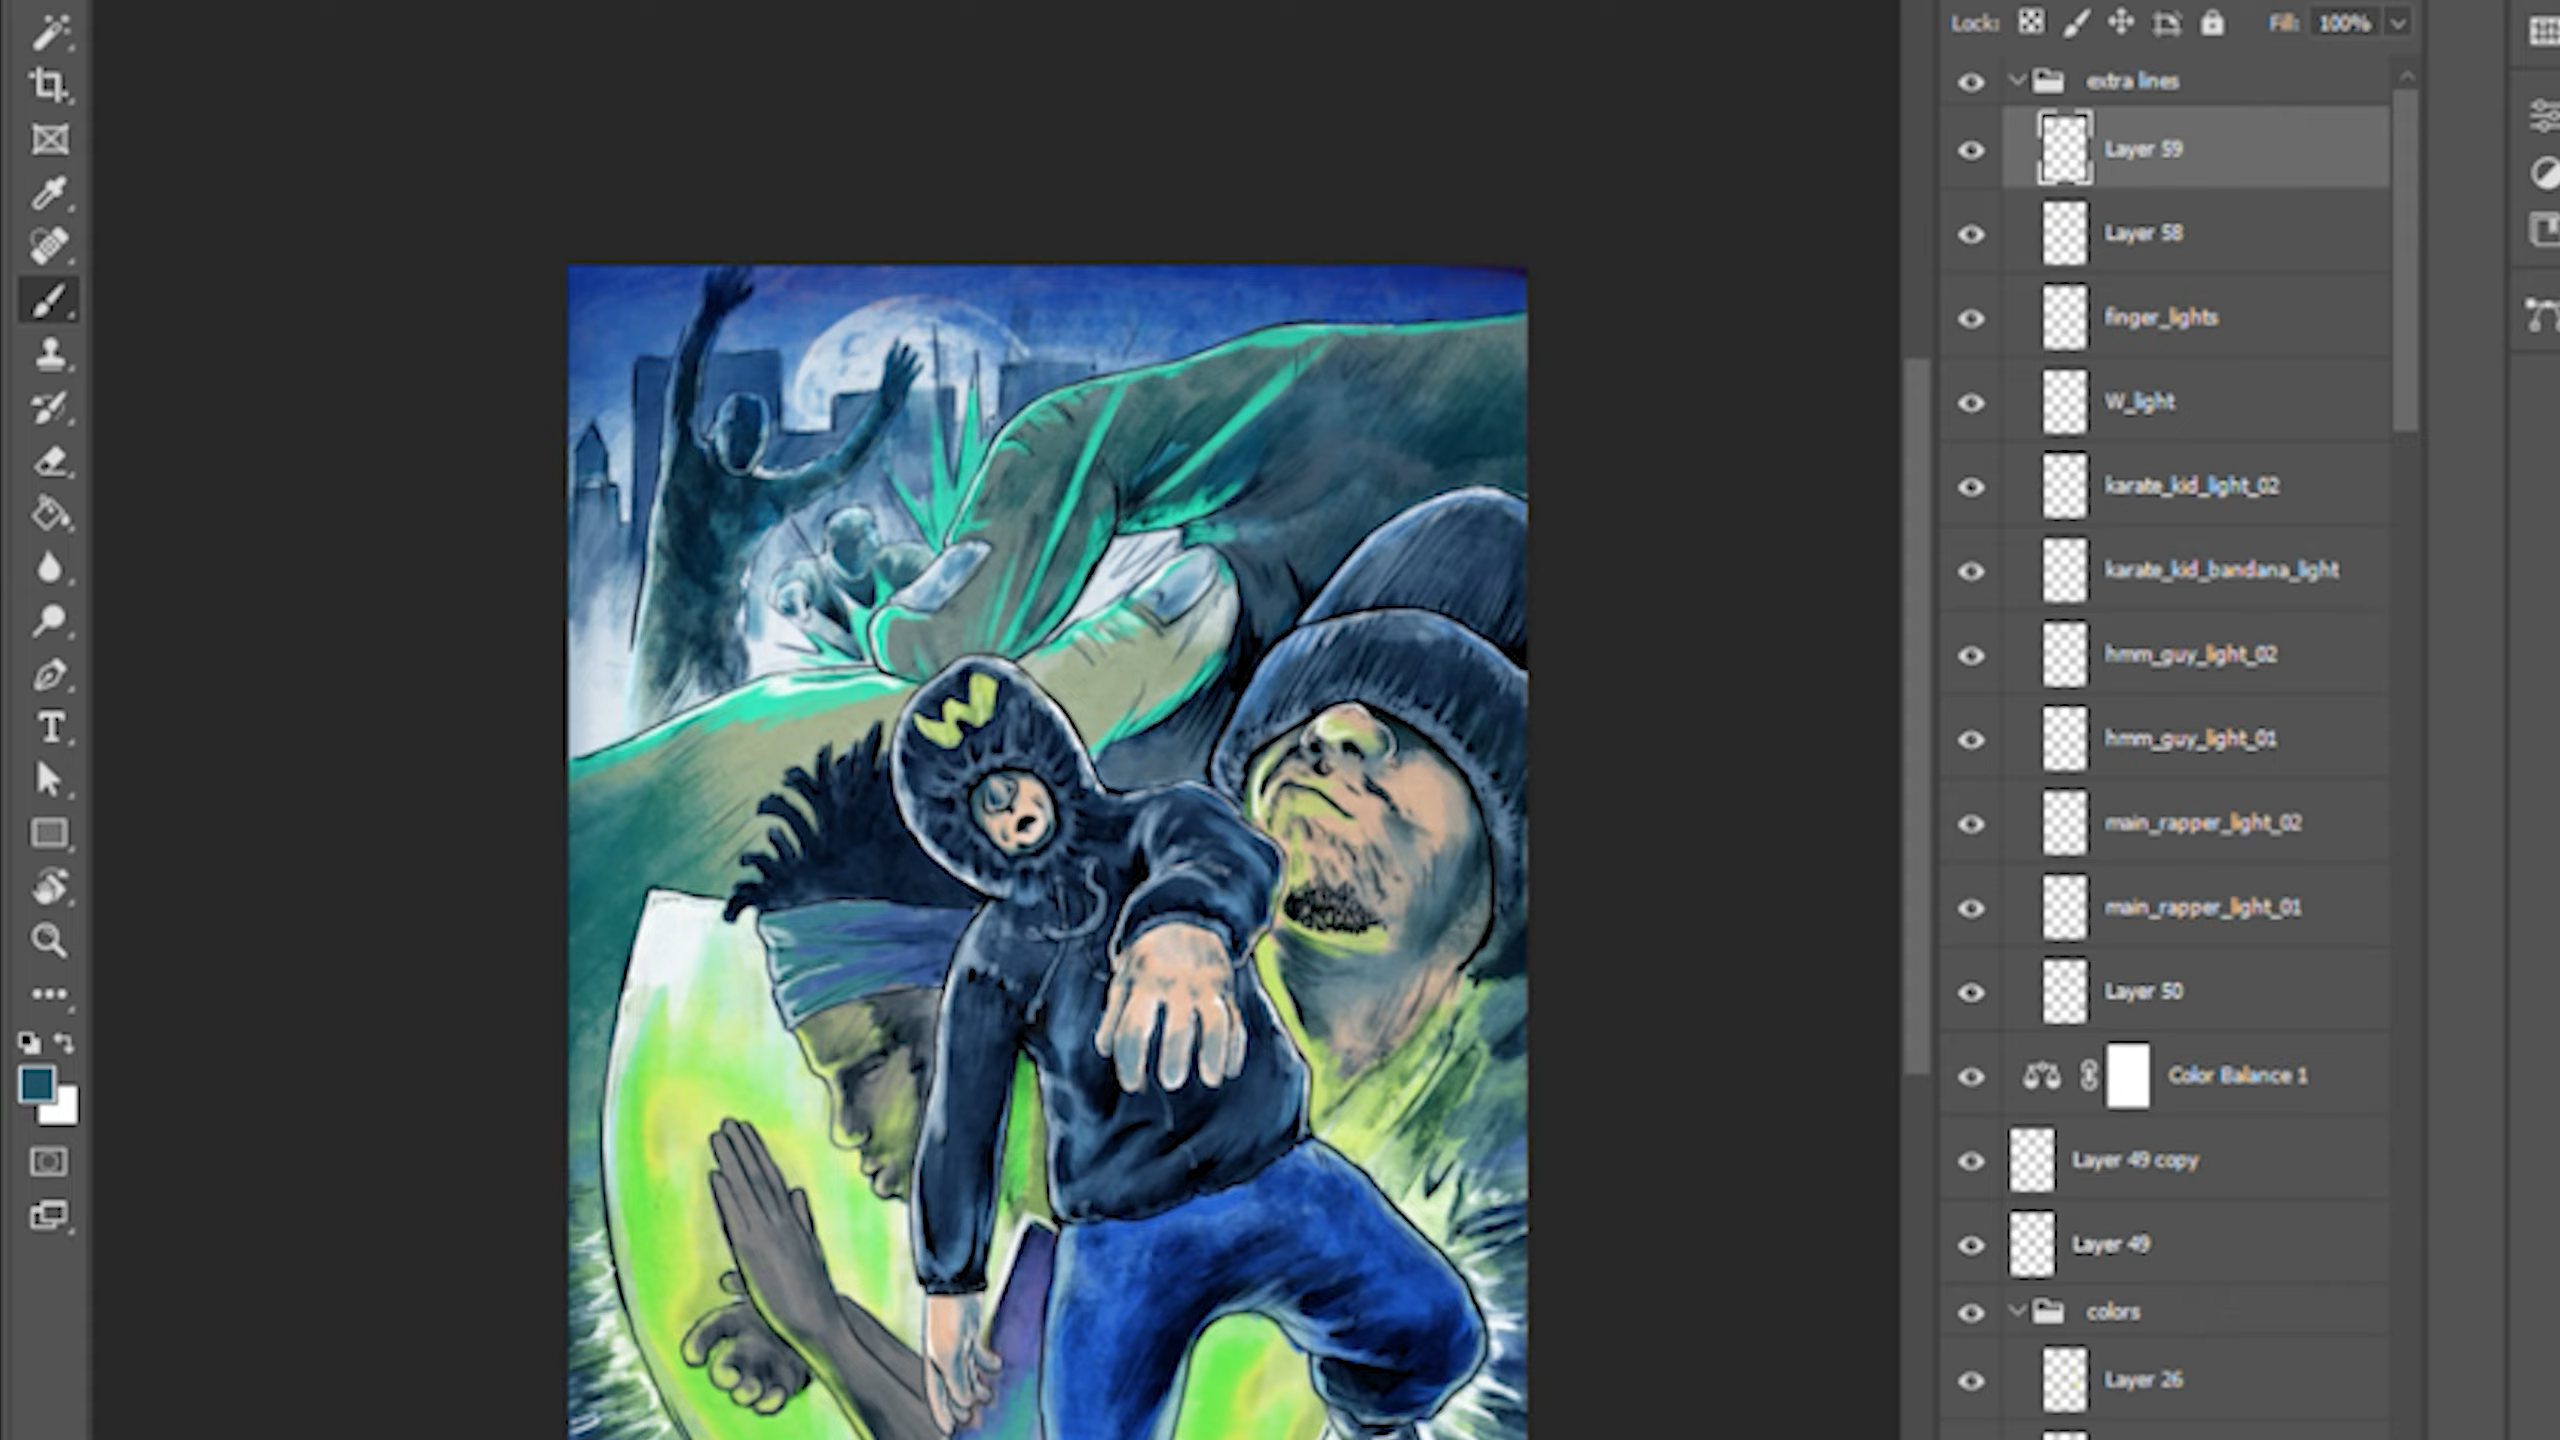 Lock:
Fill: 100%
extra lines
Layer 59
Layer 58
finger_lights
W_light
karate_kid_light_02
karate_kid_bandana_light
hmm_guy_light_02
hmm_guy_light_01
main_rapper_light_02
main_rapper_light_01
Layer 50
Color Balance 1
Layer 49 copy
Layer 49
colors
Layer 26
W